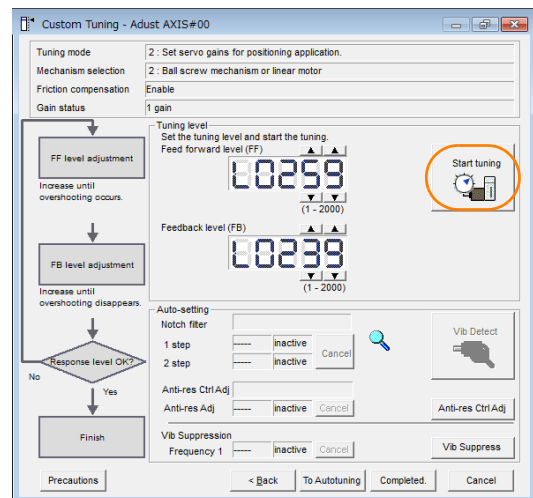 Custom Tuning - Adust AXIS#00
Tuning mode
2 : Set servo gains for positioning application.
Mechanism selection
2 : Ball screw mechanism or linear motor
Friction compensation
Enable
Gain status
1 gain
FF level adjustment
Increase until
overshooting occurs.
FB level adjustment
Increase until
overshooting disappears.
Response level OK?
No
Yes
Finish
Tuning level
Set the tuning level and start the tuning.
Feed forward level (FF)
L0259
(1 - 2000)
Feedback level (FB)
L0239
(1 - 2000)
Start tuning
Auto-setting
Notch filter
1 step
-----
inactive
2 step
-----
inactive
Cancel
Vib Detect
Anti-res Ctrl Adj
Anti-res Adj
-----
inactive
Cancel
Anti-res Ctrl Adj
Vib Suppression
Frequency 1
-----
inactive
Cancel
Vib Suppress
Precautions
< Back
To Autotuning
Completed.
Cancel